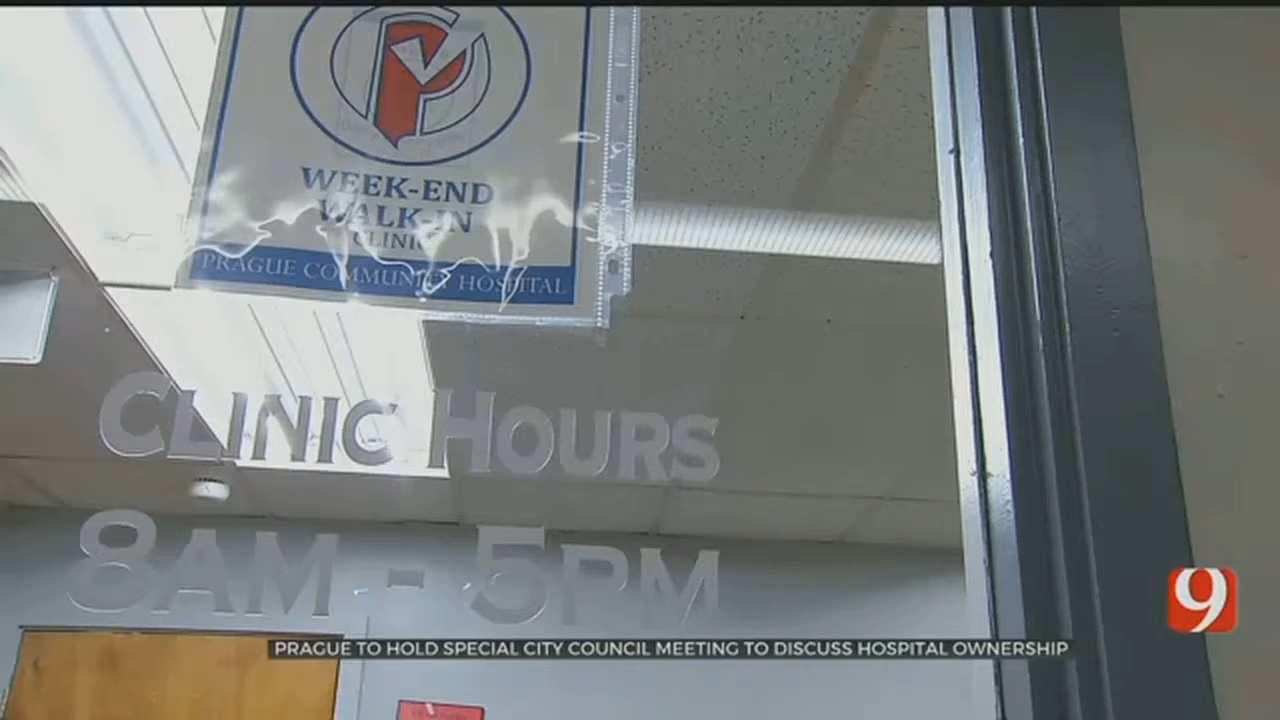 WEEK-END
WALK-IN
CLINIC
PRAGUE COMMUNITY HOSPITAL
CLINIC HOURS
8AM - 5PM
9
PRAGUE TO HOLD SPECIAL CITY COUNCIL MEETING TO DISCUSS HOSPITAL OWNERSHIP